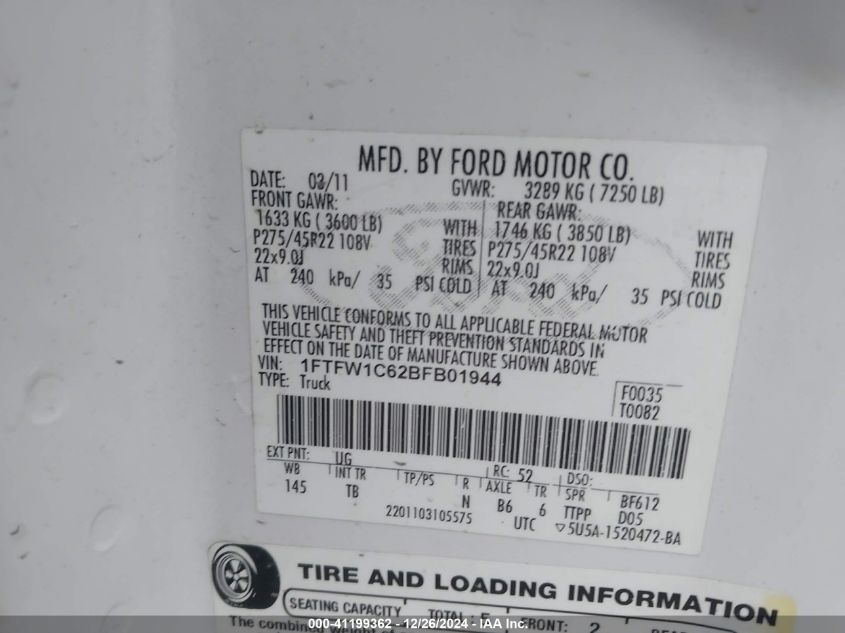 MFD. BY FORD MOTOR CO.
DATE: 03/11 GVWR: 3289 KG ( 7250 LB)
FRONT GAWR: REAR GAWR:
1633 KG ( 3600 LB) WITH 1746 KG ( 3850 LB) WITH
P275/45R22 108V TIRES P275/45R22 108V TIRES
22x9.0J RIMS 22x9.0J RIMS
AT 240 kPa/ 35 PSI COLD AT 240 kPa/ 35 PSI COLD
THIS VEHICLE CONFORMS TO ALL APPLICABLE FEDERAL MOTOR
VEHICLE SAFETY AND THEFT PREVENTION STANDARDS IN
EFFECT ON THE DATE OF MANUFACTURE SHOWN ABOVE.
VIN: 1FTFW1C62BFB01944
TYPE: Truck
F0035
T0082
EXT PNT: UG RC: 52 DSO:
WB INT TR TP/PS R AXLE TR SPR BF612
145 TB N B6 6 TTPP D05
2201103105575 UTC ▽5U5A-1520472-BA
TIRE AND LOADING INFORMATION
SEATING CAPACITY TOTAL: 5 FRONT: 2
The combined weight of
000-41199362 - 12/26/2024 - IAA Inc.